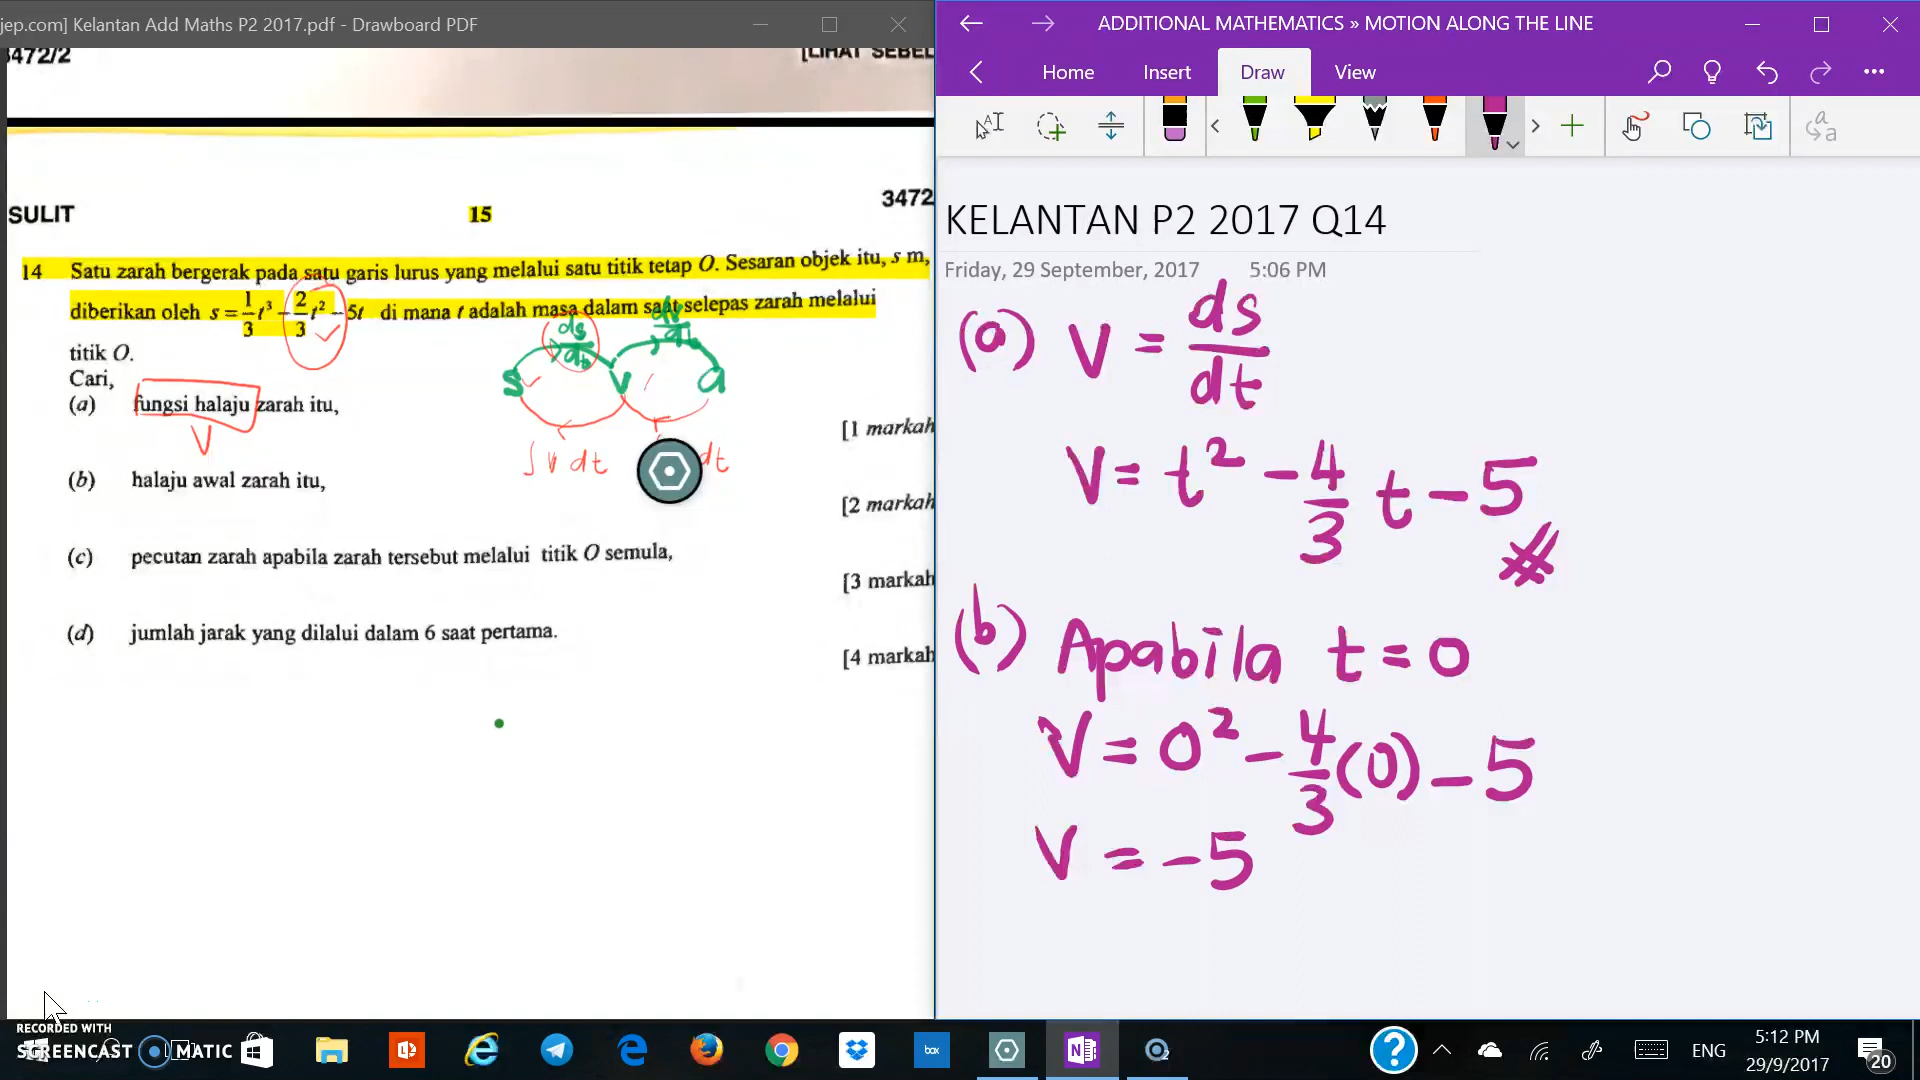 jep.com] Kelantan Add Maths P2 2017.pdf - Drawboard PDF
3472/2
[LIHAT SEBEL
SULIT
15
3472
14 Satu zarah bergerak pada satu garis lurus yang melalui satu titik tetap O. Sesaran objek itu, s m,
diberikan oleh s = 1/3 t³ - 2/3 t² - 5t di mana t adalah masa dalam saat selepas zarah melalui
titik O.
Cari,
(a) fungsi halaju zarah itu,
[1 markah
V
(b) halaju awal zarah itu,
[2 markah
(c) pecutan zarah apabila zarah tersebut melalui titik O semula,
[3 markah
(d) jumlah jarak yang dilalui dalam 6 saat pertama.
[4 markah
ds/dt
dv/dt
s v a
∫ v dt
dt
RECORDED WITH
SCREENCAST MATIC
ADDITIONAL MATHEMATICS » MOTION ALONG THE LINE
Home Insert Draw View
KELANTAN P2 2017 Q14
Friday, 29 September, 2017 5:06 PM
(a) V = ds/dt
V = t² - 4/3 t - 5
#
(b) Apabila t = 0
V = 0² - 4/3 (0) - 5
V = -5
box
ENG
5:12 PM
29/9/2017
20